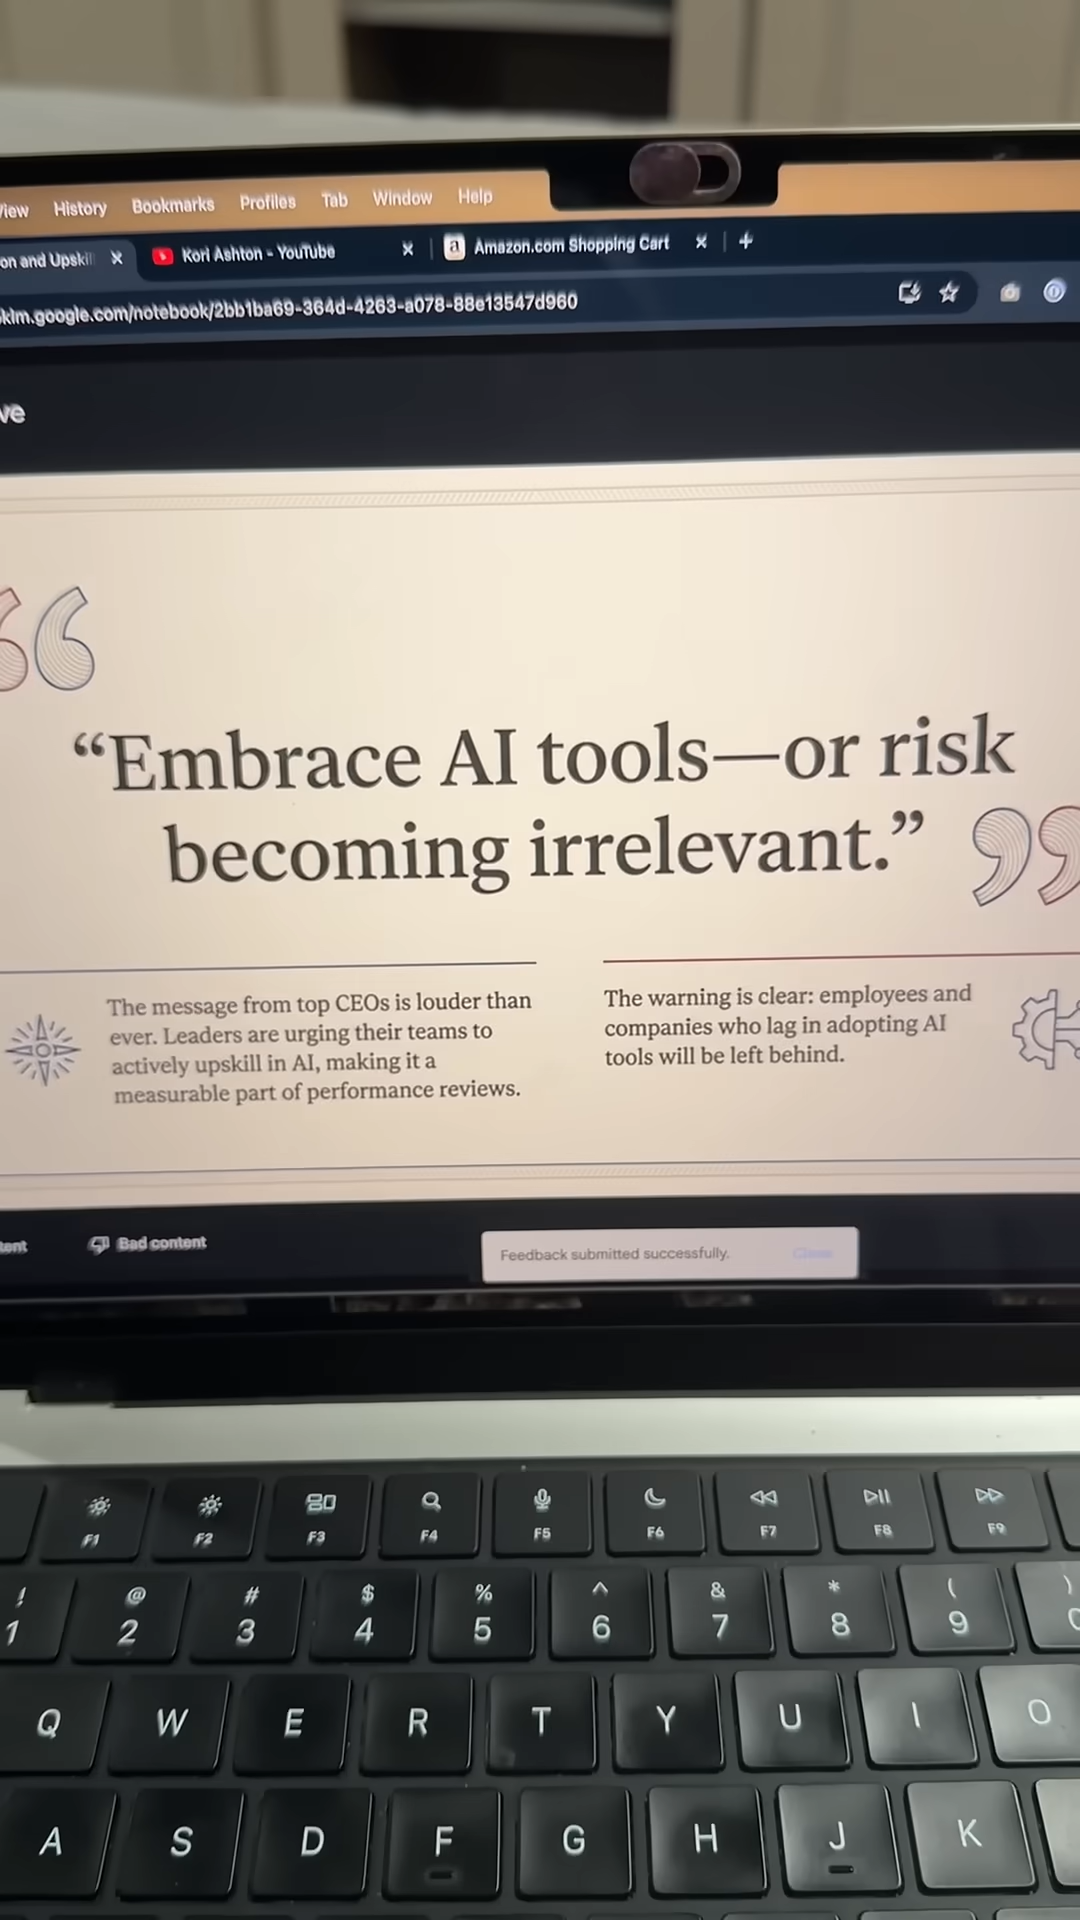 View History Bookmarks Profiles Tab Window Help
on and Upskil Kori Ashton - YouTube a Amazon.com Shopping Cart
klm.google.com/notebook/2bb1ba69-364d-4263-a078-88e13547d960
ve
“Embrace AI tools—or risk
becoming irrelevant.”
The message from top CEOs is louder than
ever. Leaders are urging their teams to
actively upskill in AI, making it a
measurable part of performance reviews.
The warning is clear: employees and
companies who lag in adopting AI
tools will be left behind.
tent Bad content
Feedback submitted successfully. Close
F1 F2 F3 F4 F5 F6 F7 F8 F9
! @ # $ % ^ & * ( )
1 2 3 4 5 6 7 8 9 0
Q W E R T Y U I O
A S D F G H J K